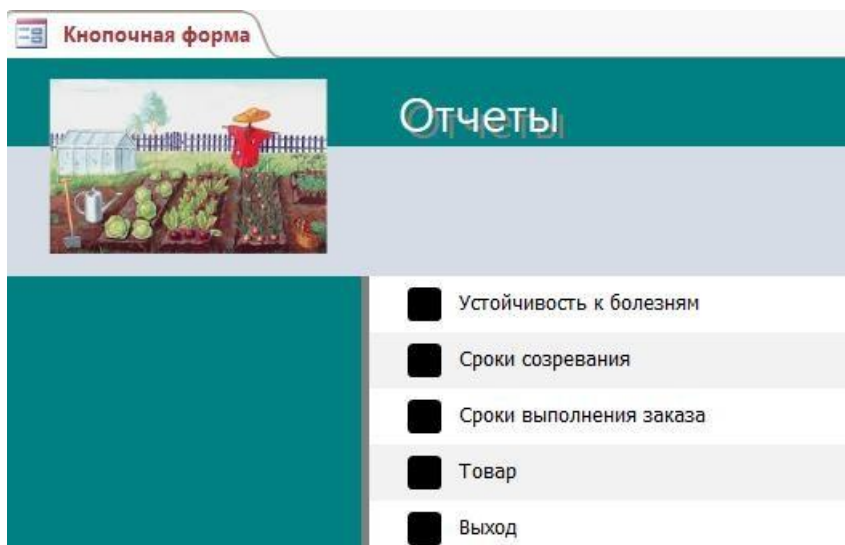 Кнопочная форма
Отчеты
Устойчивость к болезням
Сроки созревания
Сроки выполнения заказа
Товар
Выход